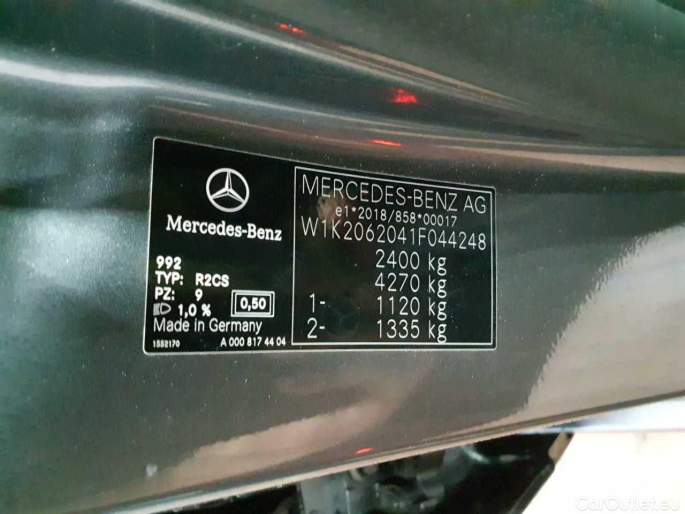 Mercedes-Benz
992
TYP: R2CS
PZ: 9
1,0 %
0,50
Made in Germany
1552170 A 000 817 44 04
MERCEDES-BENZ AG
e1*2018/858*00017
W1K2062041F044248
2400 kg
4270 kg
1- 1120 kg
2- 1335 kg
CarOutlet.eu